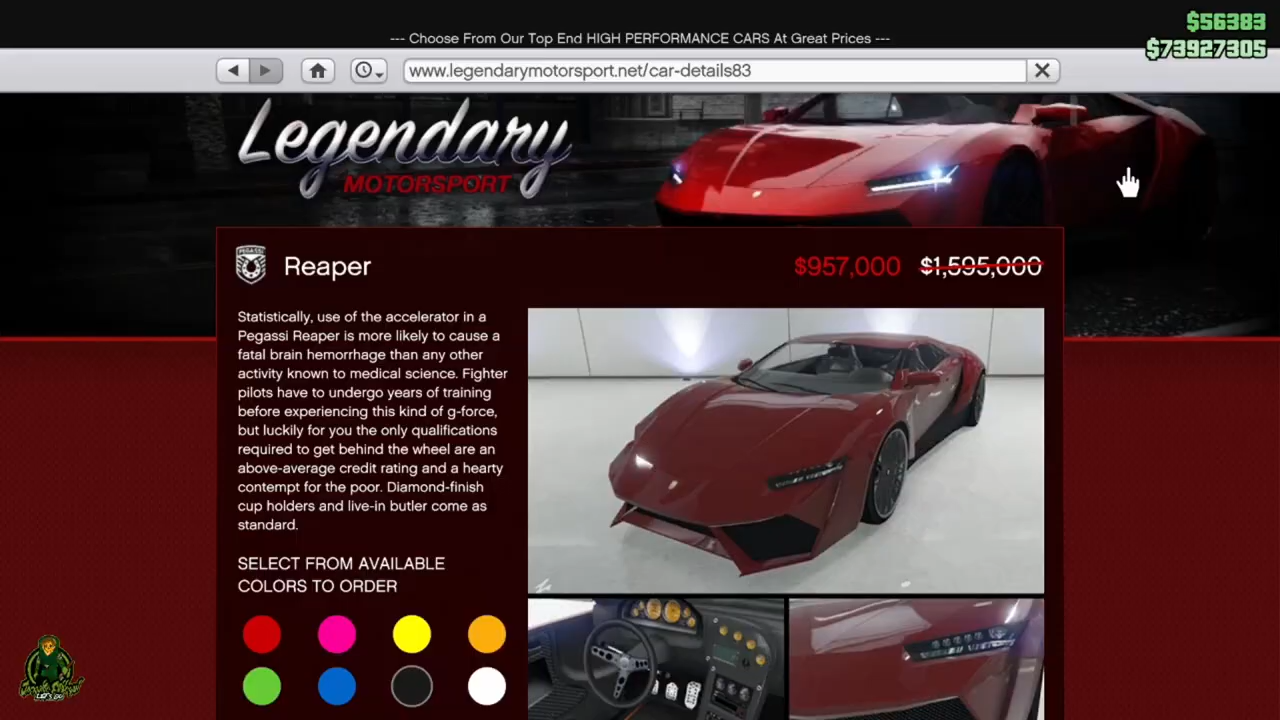 --- Choose From Our Top End HIGH PERFORMANCE CARS At Great Prices ---
$56383
$73927305
www.legendarymotorsport.net/car-details83
Legendary
MOTORSPORT
PEGASSI
Reaper
$957,000 $1,595,000
Statistically, use of the accelerator in a
Pegassi Reaper is more likely to cause a
fatal brain hemorrhage than any other
activity known to medical science. Fighter
pilots have to undergo years of training
before experiencing this kind of g-force,
but luckily for you the only qualifications
required to get behind the wheel are an
above-average credit rating and a hearty
contempt for the poor. Diamond-finish
cup holders and live-in butler come as
standard.
SELECT FROM AVAILABLE
COLORS TO ORDER